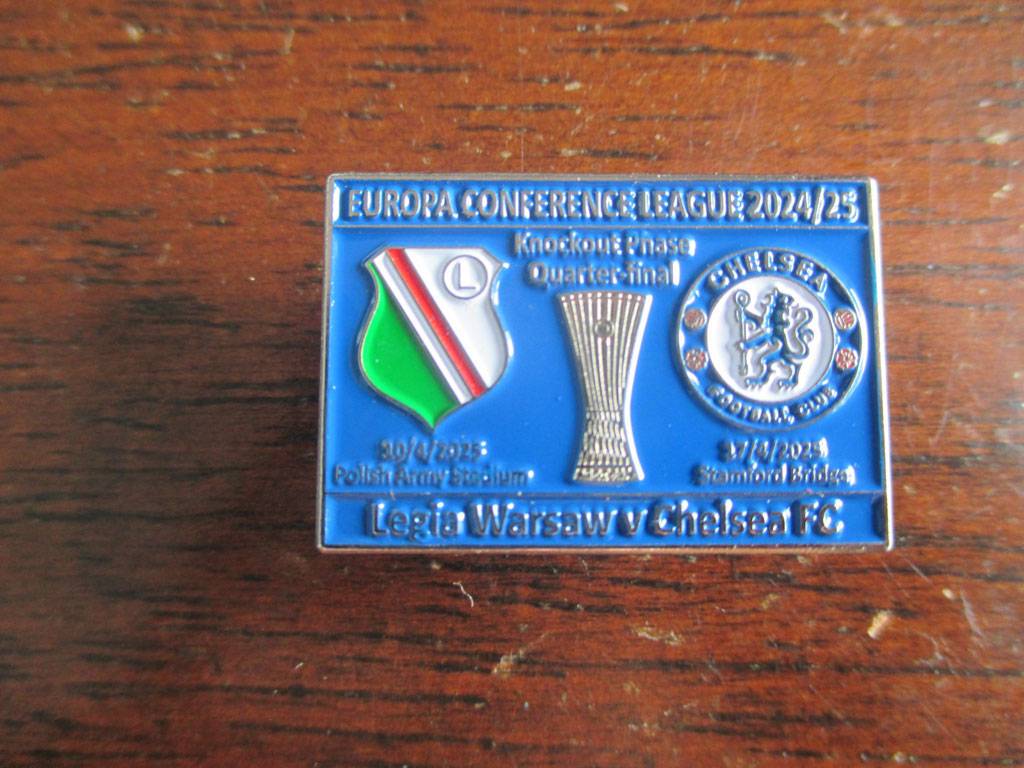 EUROPA CONFERENCE LEAGUE 2024/25
Knockout Phase
Quarter-final
L
CHELSEA
FOOTBALL CLUB
10/4/2025
Polish Army Stadium
17/4/2025
Stamford Bridge
Legia Warsaw v Chelsea FC